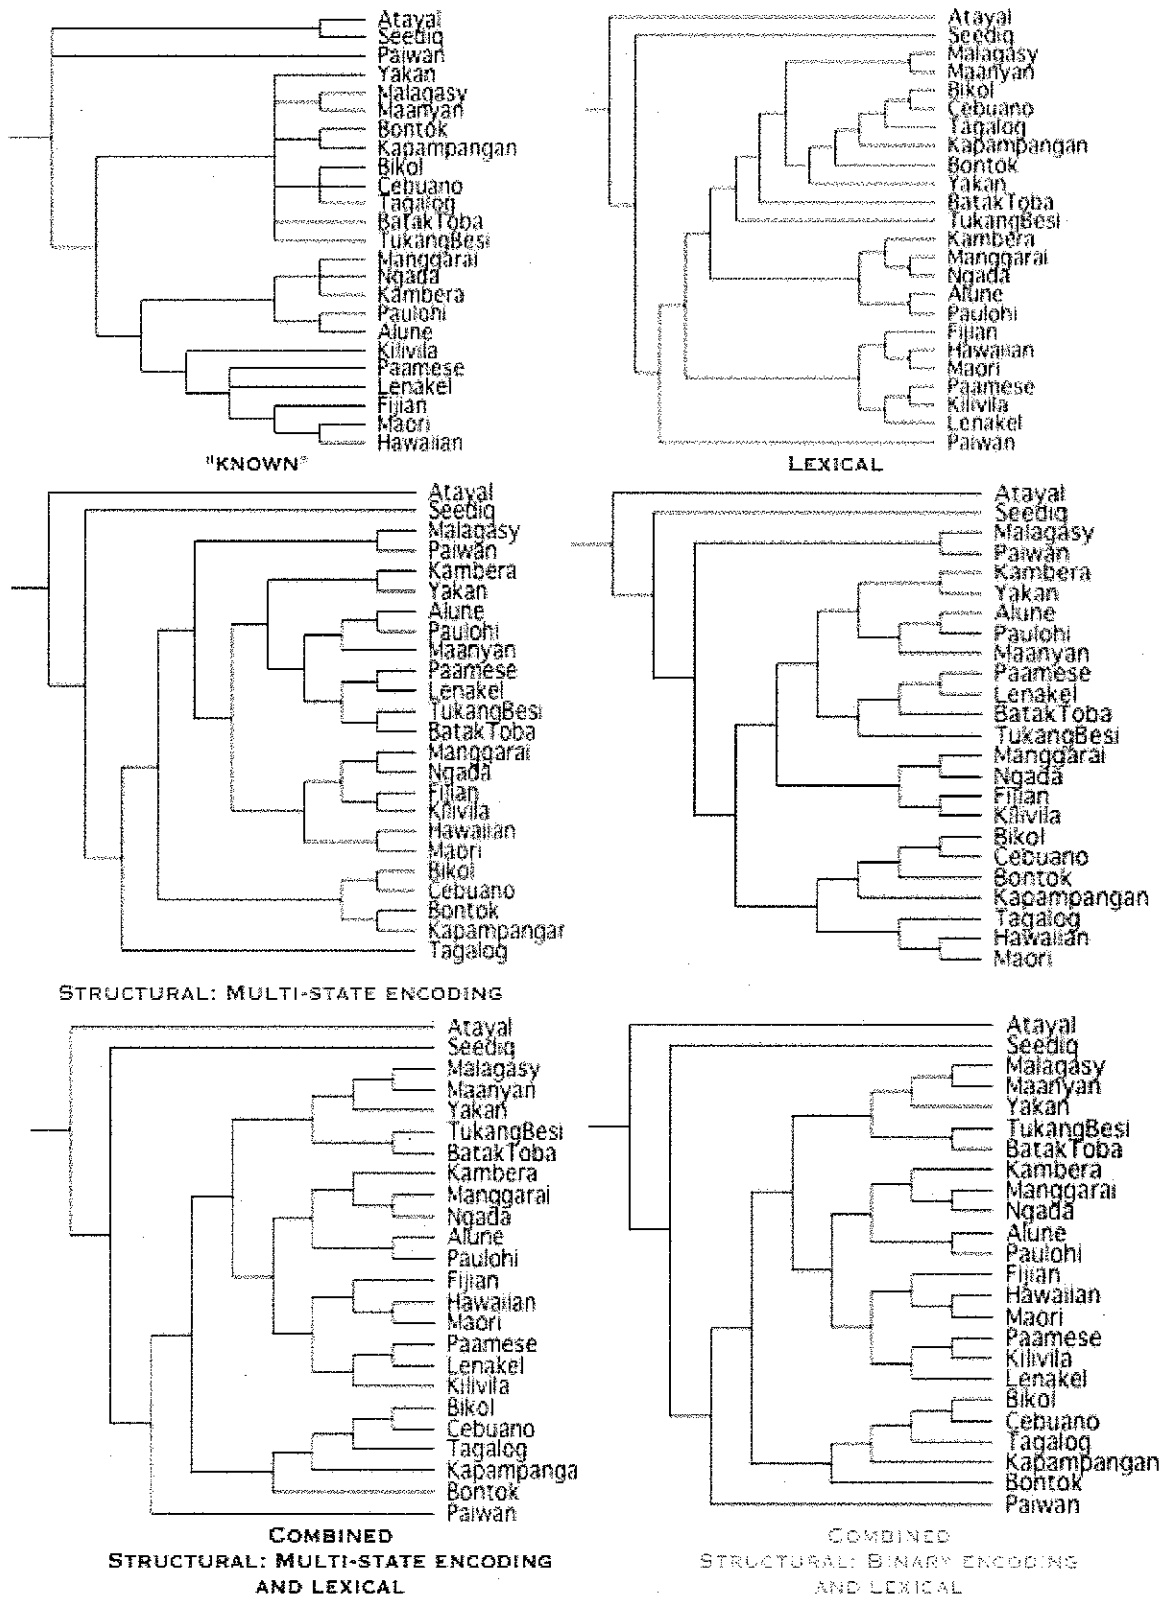 Atayal
Seediq
Paiwan
Yakan
Malagasy
Maanyan
Bontok
Kapampangan
Bikol
Cebuano
Tagalog
BatakToba
TukangBesi
Manggarai
Ngada
Kambera
Paulohi
Alune
Kilivila
Paamese
Lenakel
Fijian
Maori
Hawaiian
"KNOWN"
Atayal
Seediq
Malagasy
Maanyan
Bikol
Cebuano
Tagalog
Kapampangan
Bontok
Yakan
BatakToba
TukangBesi
Kambera
Manggarai
Ngada
Alune
Paulohi
Fijian
Hawaiian
Maori
Paamese
Kilivila
Lenakel
Paiwan
LEXICAL
Atayal
Seediq
Malagasy
Paiwan
Kambera
Yakan
Alune
Paulohi
Maanyan
Paamese
Lenakel
TukangBesi
BatakToba
Manggarai
Ngada
Fijian
Kilivila
Hawaiian
Maori
Bikol
Cebuano
Bontok
Kapampangar
Tagalog
STRUCTURAL: MULTI-STATE ENCODING
Atayal
Seediq
Malagasy
Paiwan
Kambera
Yakan
Alune
Paulohi
Maanyan
Paamese
Lenakel
BatakToba
TukangBesi
Manggarai
Ngada
Fijian
Kilivila
Bikol
Cebuano
Bontok
Kapampangan
Tagalog
Hawaiian
Maori
Atayal
Seediq
Malagasy
Maanyan
Yakan
TukangBesi
BatakToba
Kambera
Manggarai
Ngada
Alune
Paulohi
Fijian
Hawaiian
Maori
Paamese
Lenakel
Kilivila
Bikol
Cebuano
Tagalog
Kapampanga
Bontok
Paiwan
COMBINED
STRUCTURAL: MULTI-STATE ENCODING
AND LEXICAL
Atayal
Seediq
Malagasy
Maanyan
Yakan
TukangBesi
BatakToba
Kambera
Manggarai
Ngada
Alune
Paulohi
Fijian
Hawaiian
Maori
Paamese
Kilivila
Lenakel
Bikol
Cebuano
Tagalog
Kapampangan
Bontok
Paiwan
COMBINED
STRUCTURAL: BINARY ENCODING
AND LEXICAL